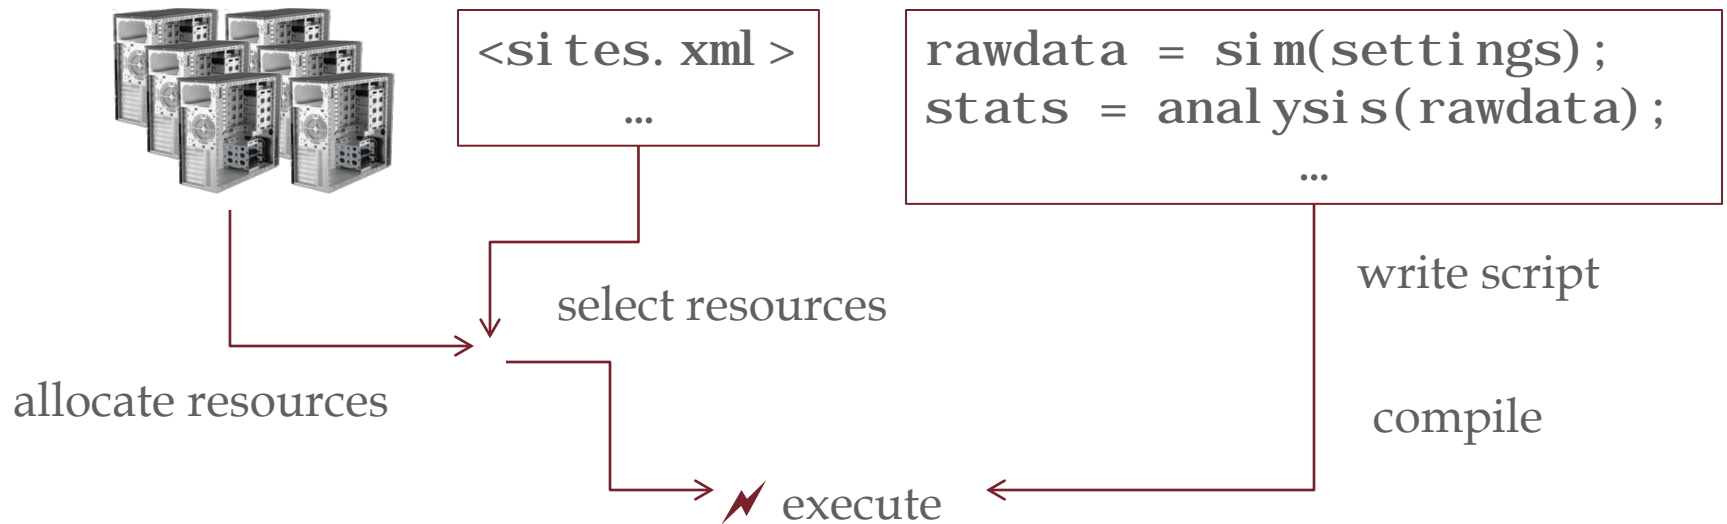 <sites.xml>
…
rawdata = sim(settings);
stats = analysis(rawdata);
…
select resources
write script
allocate resources
compile
execute